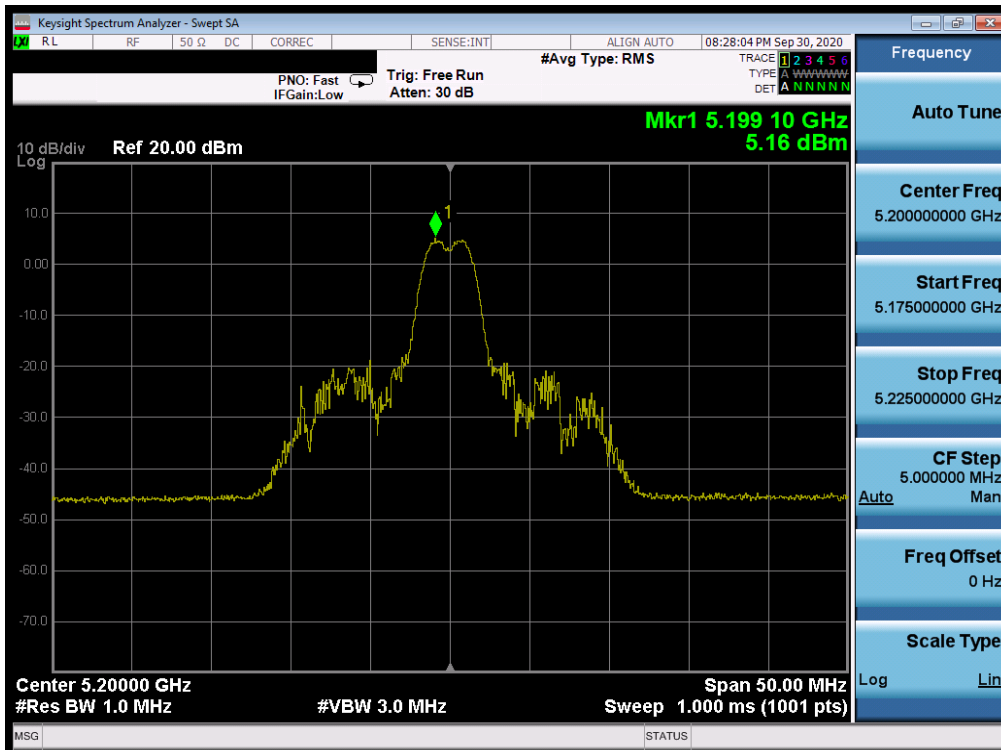 Keysight Spectrum Analyzer - Swept SA
LXI RL RF 50 Ω DC CORREC SENSE:INT ALIGN AUTO 08:28:04 PM Sep 30, 2020
Frequency
#Avg Type: RMS
TRACE 1 2 3 4 5 6
PNO: Fast
Trig: Free Run
TYPE A WWWWW
IFGain:Low
Atten: 30 dB
DET A N N N N N
Mkr1 5.199 10 GHz
5.16 dBm
10 dB/div
Ref 20.00 dBm
Log
1
10.0
0.00
-10.0
-20.0
-30.0
-40.0
-50.0
-60.0
-70.0
Center 5.20000 GHz
Span 50.00 MHz
#Res BW 1.0 MHz
#VBW 3.0 MHz
Sweep 1.000 ms (1001 pts)
MSG
STATUS
Auto Tune
Center Freq
5.200000000 GHz
Start Freq
5.175000000 GHz
Stop Freq
5.225000000 GHz
CF Step
5.000000 MHz
Auto Man
Freq Offset
0 Hz
Scale Type
Log Lin